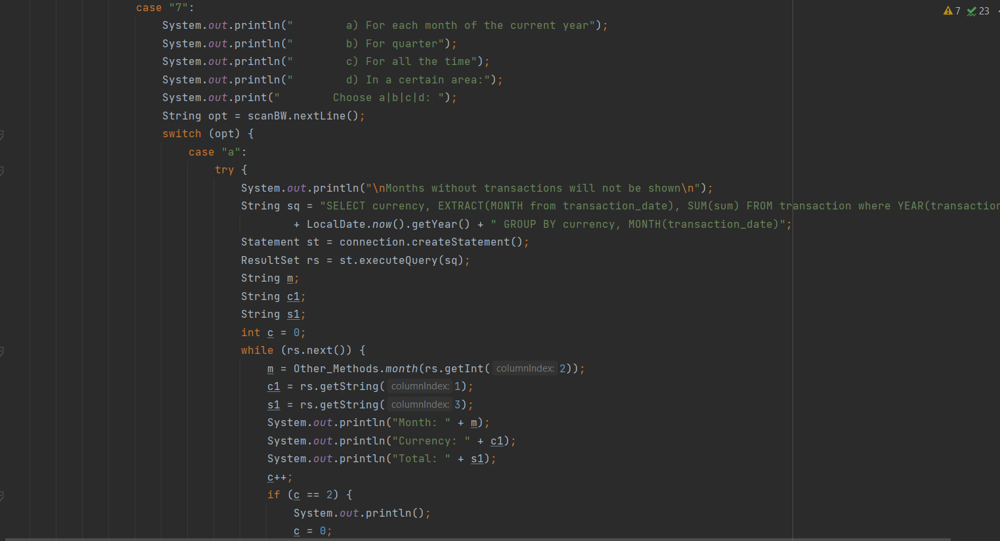 case "7":
7 23
System.out.println("        a) For each month of the current year");
System.out.println("        b) For quarter");
System.out.println("        c) For all the time");
System.out.println("        d) In a certain area:");
System.out.print("        Choose a|b|c|d: ");
String opt = scanBW.nextLine();
switch (opt) {
case "a":
try {
System.out.println("\nMonths without transactions will not be shown\n");
String sq = "SELECT currency, EXTRACT(MONTH from transaction_date), SUM(sum) FROM transaction where YEAR(transaction
+ LocalDate.now().getYear() + " GROUP BY currency, MONTH(transaction_date)";
Statement st = connection.createStatement();
ResultSet rs = st.executeQuery(sq);
String m;
String c1;
String s1;
int c = 0;
while (rs.next()) {
m = Other_Methods.month(rs.getInt( columnIndex: 2));
c1 = rs.getString( columnIndex: 1);
s1 = rs.getString( columnIndex: 3);
System.out.println("Month: " + m);
System.out.println("Currency: " + c1);
System.out.println("Total: " + s1);
c++;
if (c == 2) {
System.out.println();
c = 0;